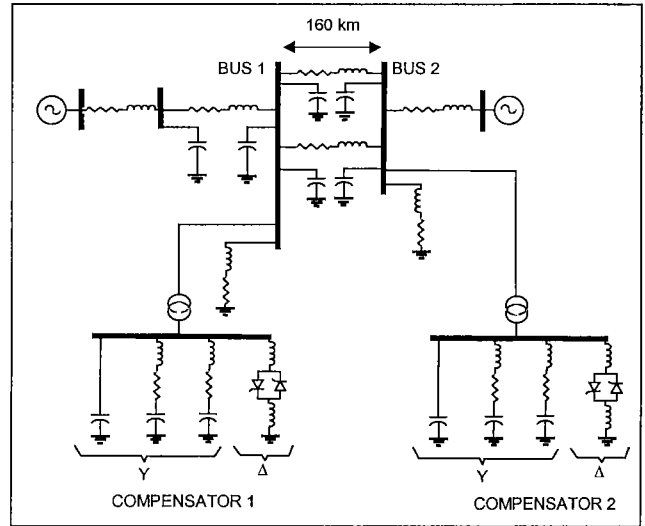 160 km
BUS 1
BUS 2
Y
Δ
Y
Δ
COMPENSATOR 1
COMPENSATOR 2